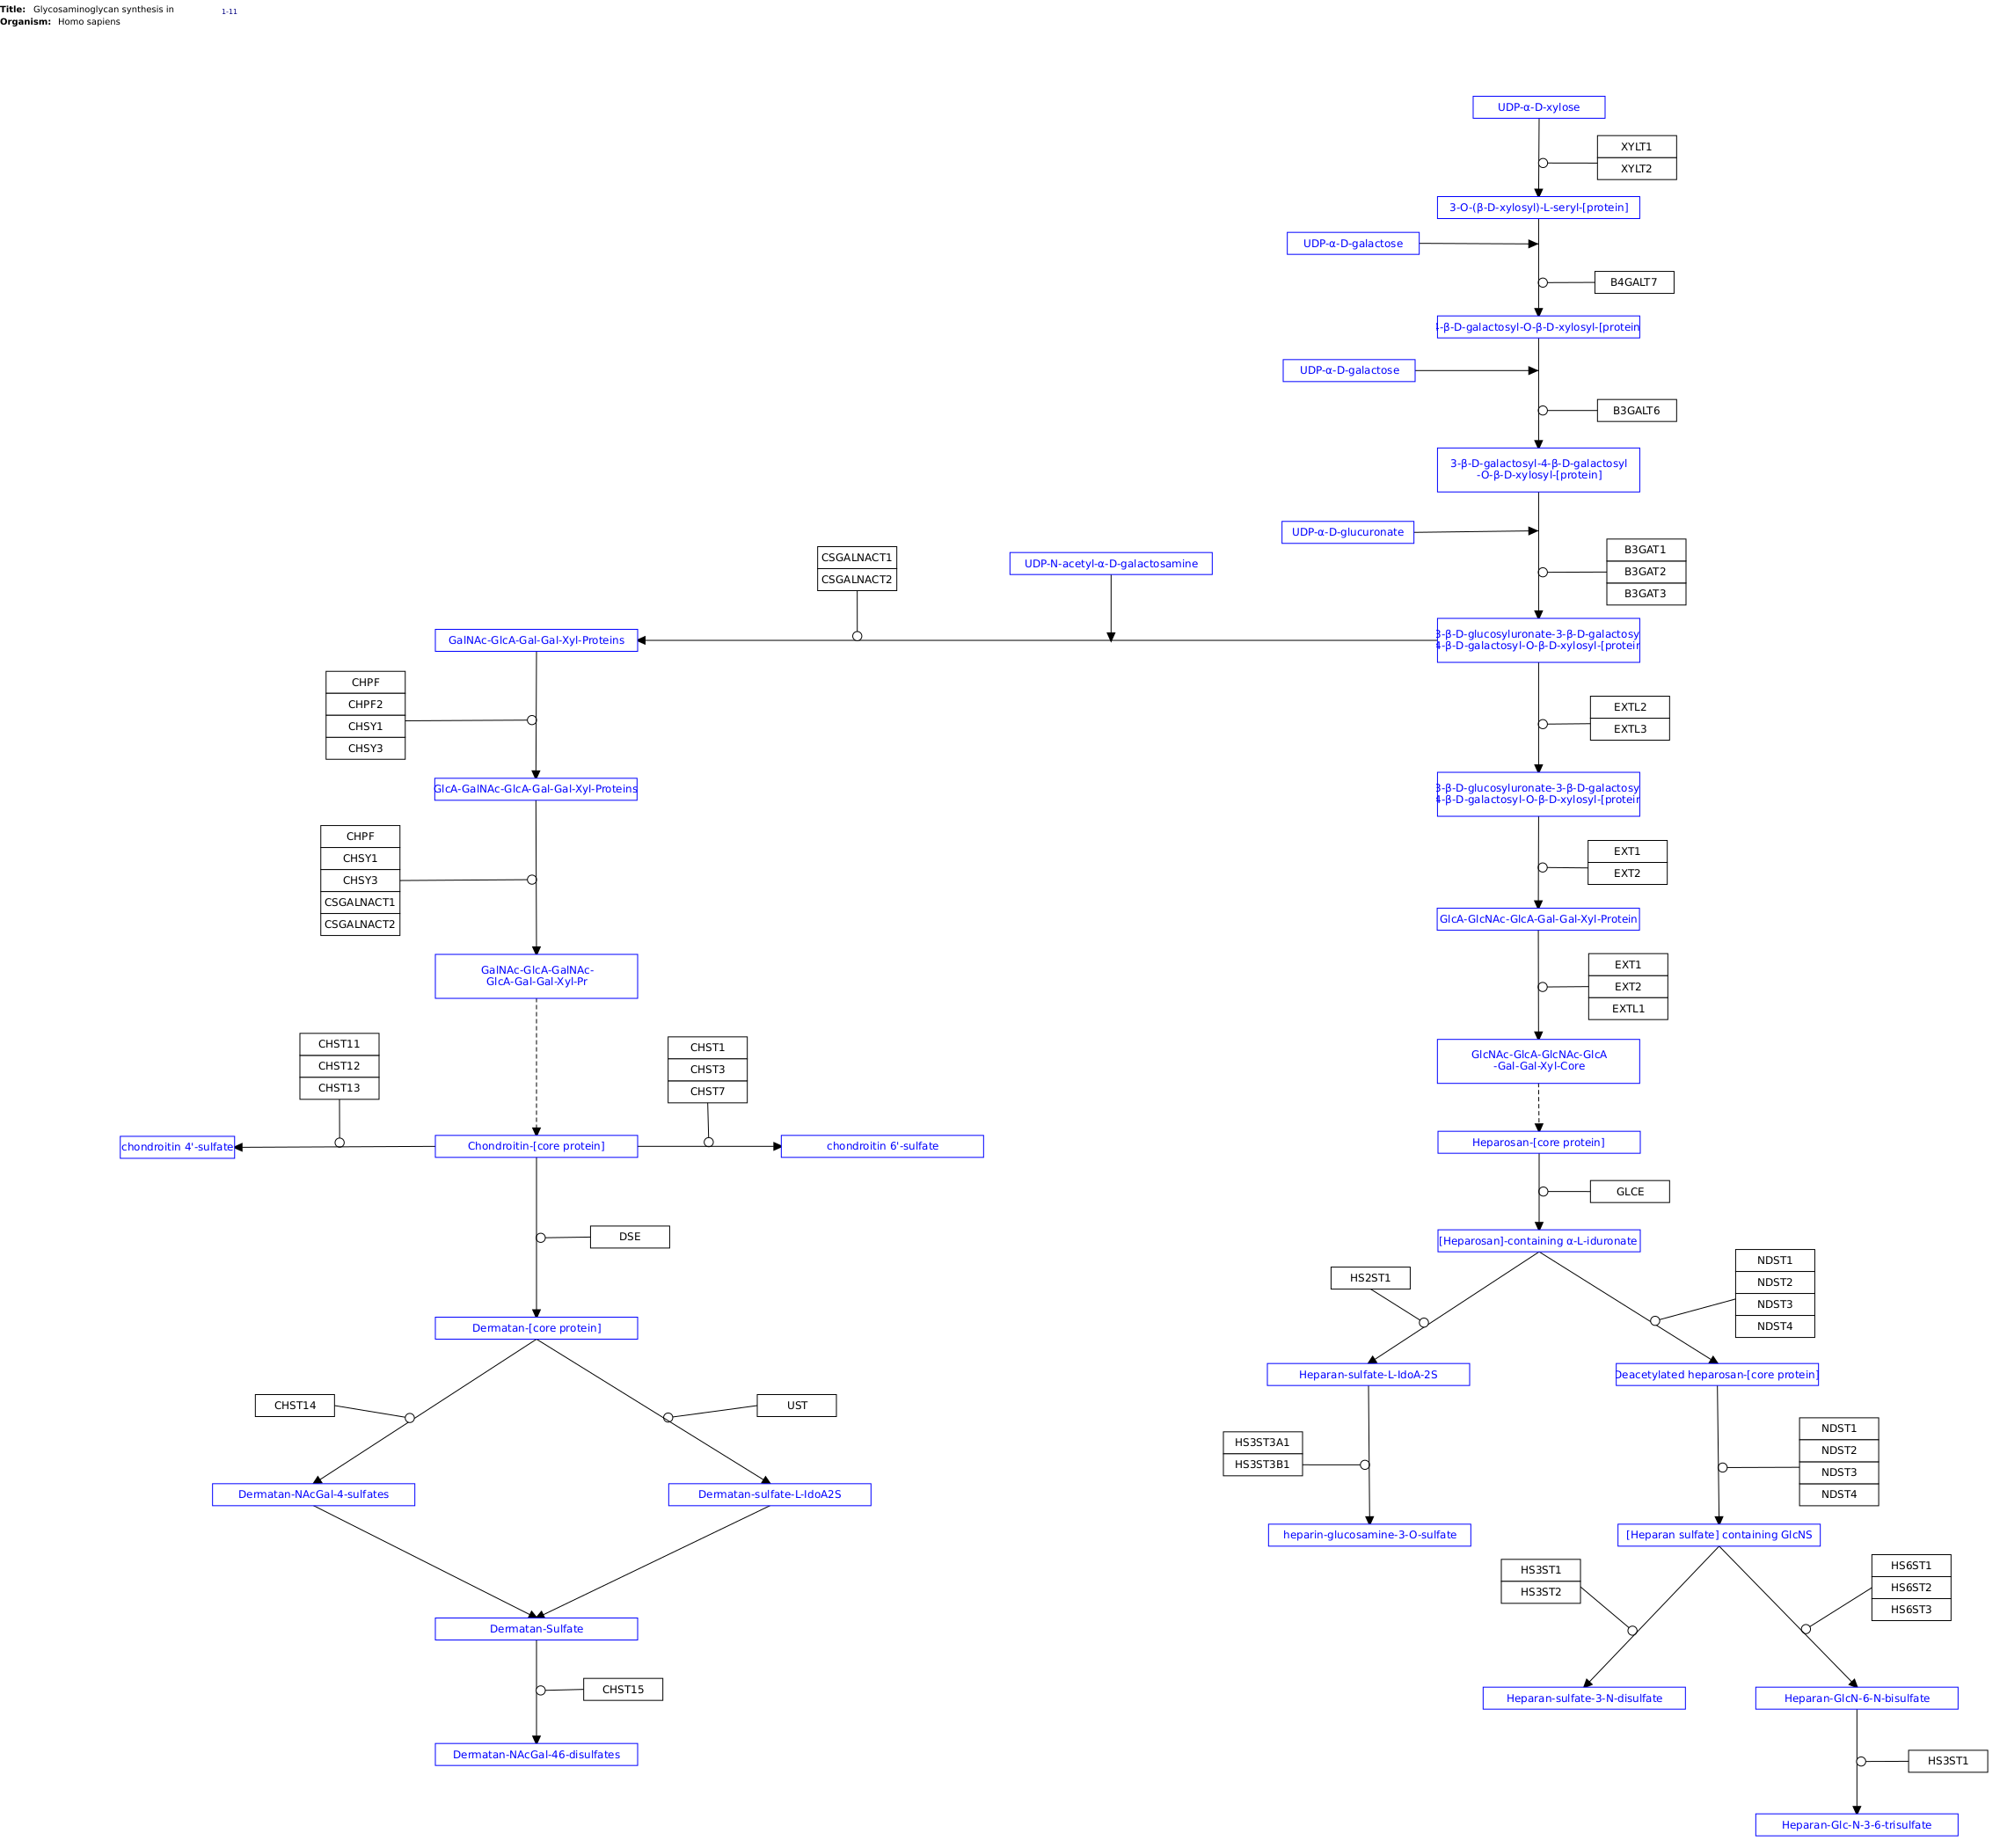 Title: Glycosaminoglycan synthesis in
1-11
Organism: Homo sapiens
UDP-α-D-xylose
XYLT1
XYLT2
3-O-(β-D-xylosyl)-L-seryl-[protein]
UDP-α-D-galactose
B4GALT7
4-β-D-galactosyl-O-β-D-xylosyl-[protein
UDP-α-D-galactose
B3GALT6
3-β-D-galactosyl-4-β-D-galactosyl
-O-β-D-xylosyl-[protein]
UDP-α-D-glucuronate
B3GAT1
B3GAT2
B3GAT3
CSGALNACT1
CSGALNACT2
UDP-N-acetyl-α-D-galactosamine
GalNAc-GlcA-Gal-Gal-Xyl-Proteins
3-β-D-glucosyluronate-3-β-D-galactosy
4-β-D-galactosyl-O-β-D-xylosyl-[protein
CHPF
CHPF2
CHSY1
CHSY3
EXTL2
EXTL3
GlcA-GalNAc-GlcA-Gal-Gal-Xyl-Proteins
3-β-D-glucosyluronate-3-β-D-galactosy
4-β-D-galactosyl-O-β-D-xylosyl-[protein
CHPF
CHSY1
CHSY3
CSGALNACT1
CSGALNACT2
EXT1
EXT2
GlcA-GlcNAc-GlcA-Gal-Gal-Xyl-Protein
GalNAc-GlcA-GalNAc-
GlcA-Gal-Gal-Xyl-Pr
EXT1
EXT2
EXTL1
CHST11
CHST12
CHST13
CHST1
CHST3
CHST7
GlcNAc-GlcA-GlcNAc-GlcA
-Gal-Gal-Xyl-Core
chondroitin 4'-sulfate
Chondroitin-[core protein]
chondroitin 6'-sulfate
Heparosan-[core protein]
GLCE
DSE
[Heparosan]-containing α-L-iduronate
HS2ST1
NDST1
NDST2
NDST3
NDST4
Dermatan-[core protein]
Heparan-sulfate-L-IdoA-2S
Deacetylated heparosan-[core protein]
CHST14
UST
HS3ST3A1
HS3ST3B1
NDST1
NDST2
NDST3
NDST4
Dermatan-NAcGal-4-sulfates
Dermatan-sulfate-L-IdoA2S
heparin-glucosamine-3-O-sulfate
[Heparan sulfate] containing GlcNS
HS3ST1
HS3ST2
HS6ST1
HS6ST2
HS6ST3
Dermatan-Sulfate
CHST15
Heparan-sulfate-3-N-disulfate
Heparan-GlcN-6-N-bisulfate
Dermatan-NAcGal-46-disulfates
HS3ST1
Heparan-Glc-N-3-6-trisulfate